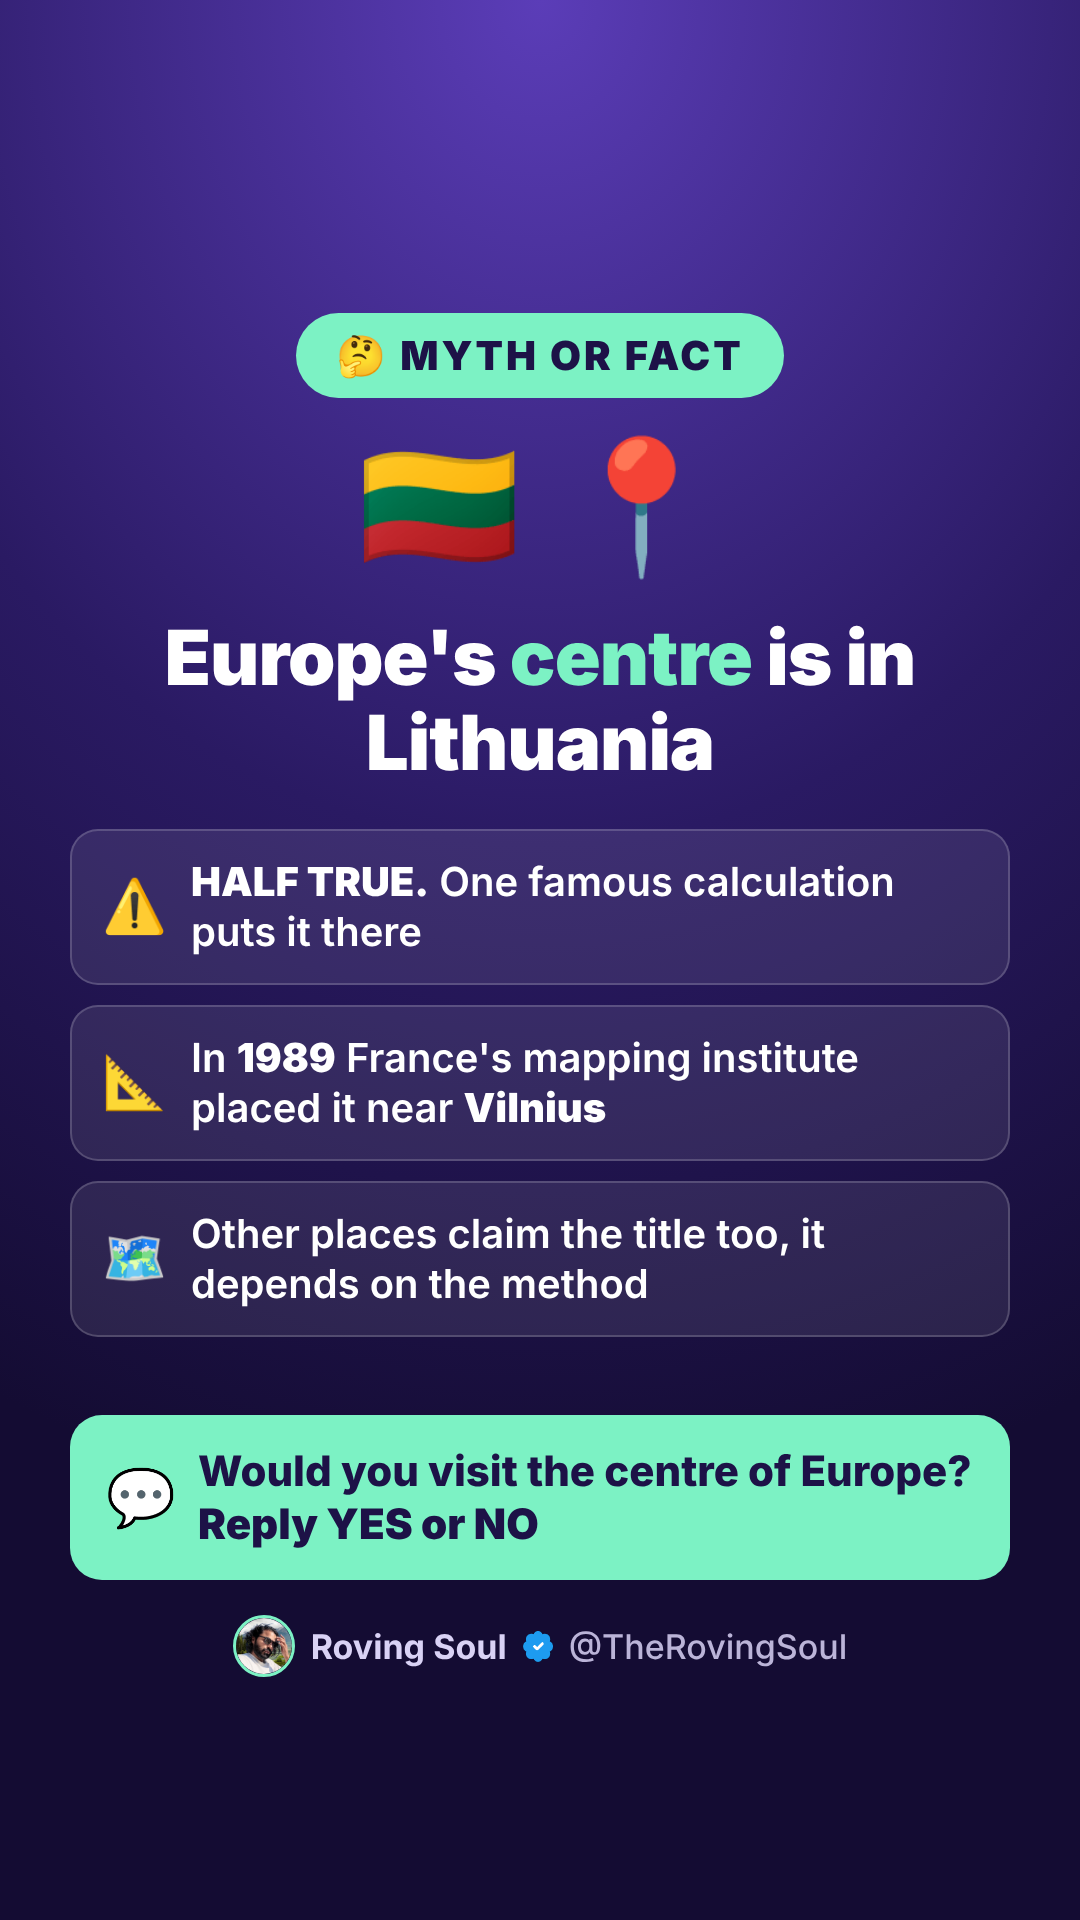 🤔 MYTH OR FACT
Europe's centre is in
Lithuania
HALF TRUE. One famous calculation
puts it there
In 1989 France's mapping institute
placed it near Vilnius
Other places claim the title too, it
depends on the method
Would you visit the centre of Europe?
Reply YES or NO
Roving Soul @TheRovingSoul